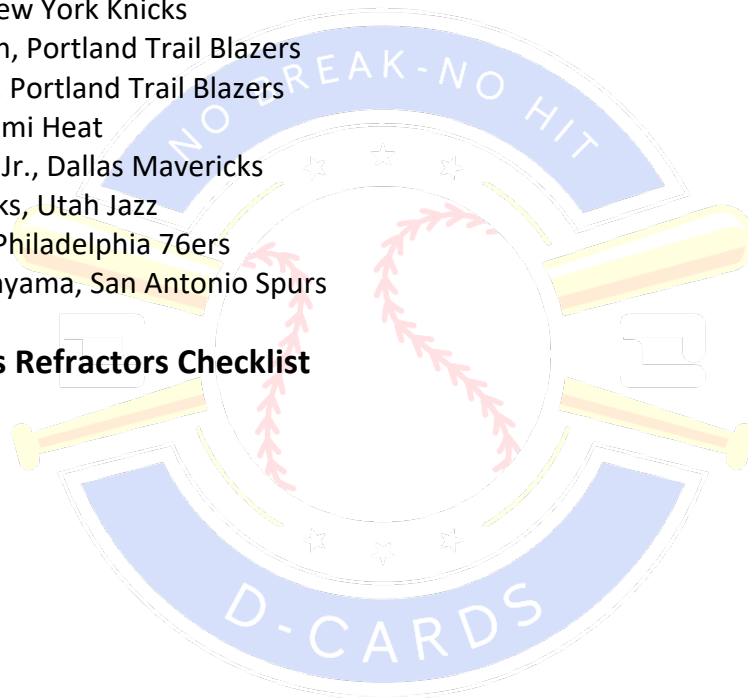 ew York Knicks
n, Portland Trail Blazers
, Portland Trail Blazers
mi Heat
Jr., Dallas Mavericks
ks, Utah Jazz
Philadelphia 76ers
nyama, San Antonio Spurs
s Refractors Checklist
NO BREAK-NO HIT
D-CARDS